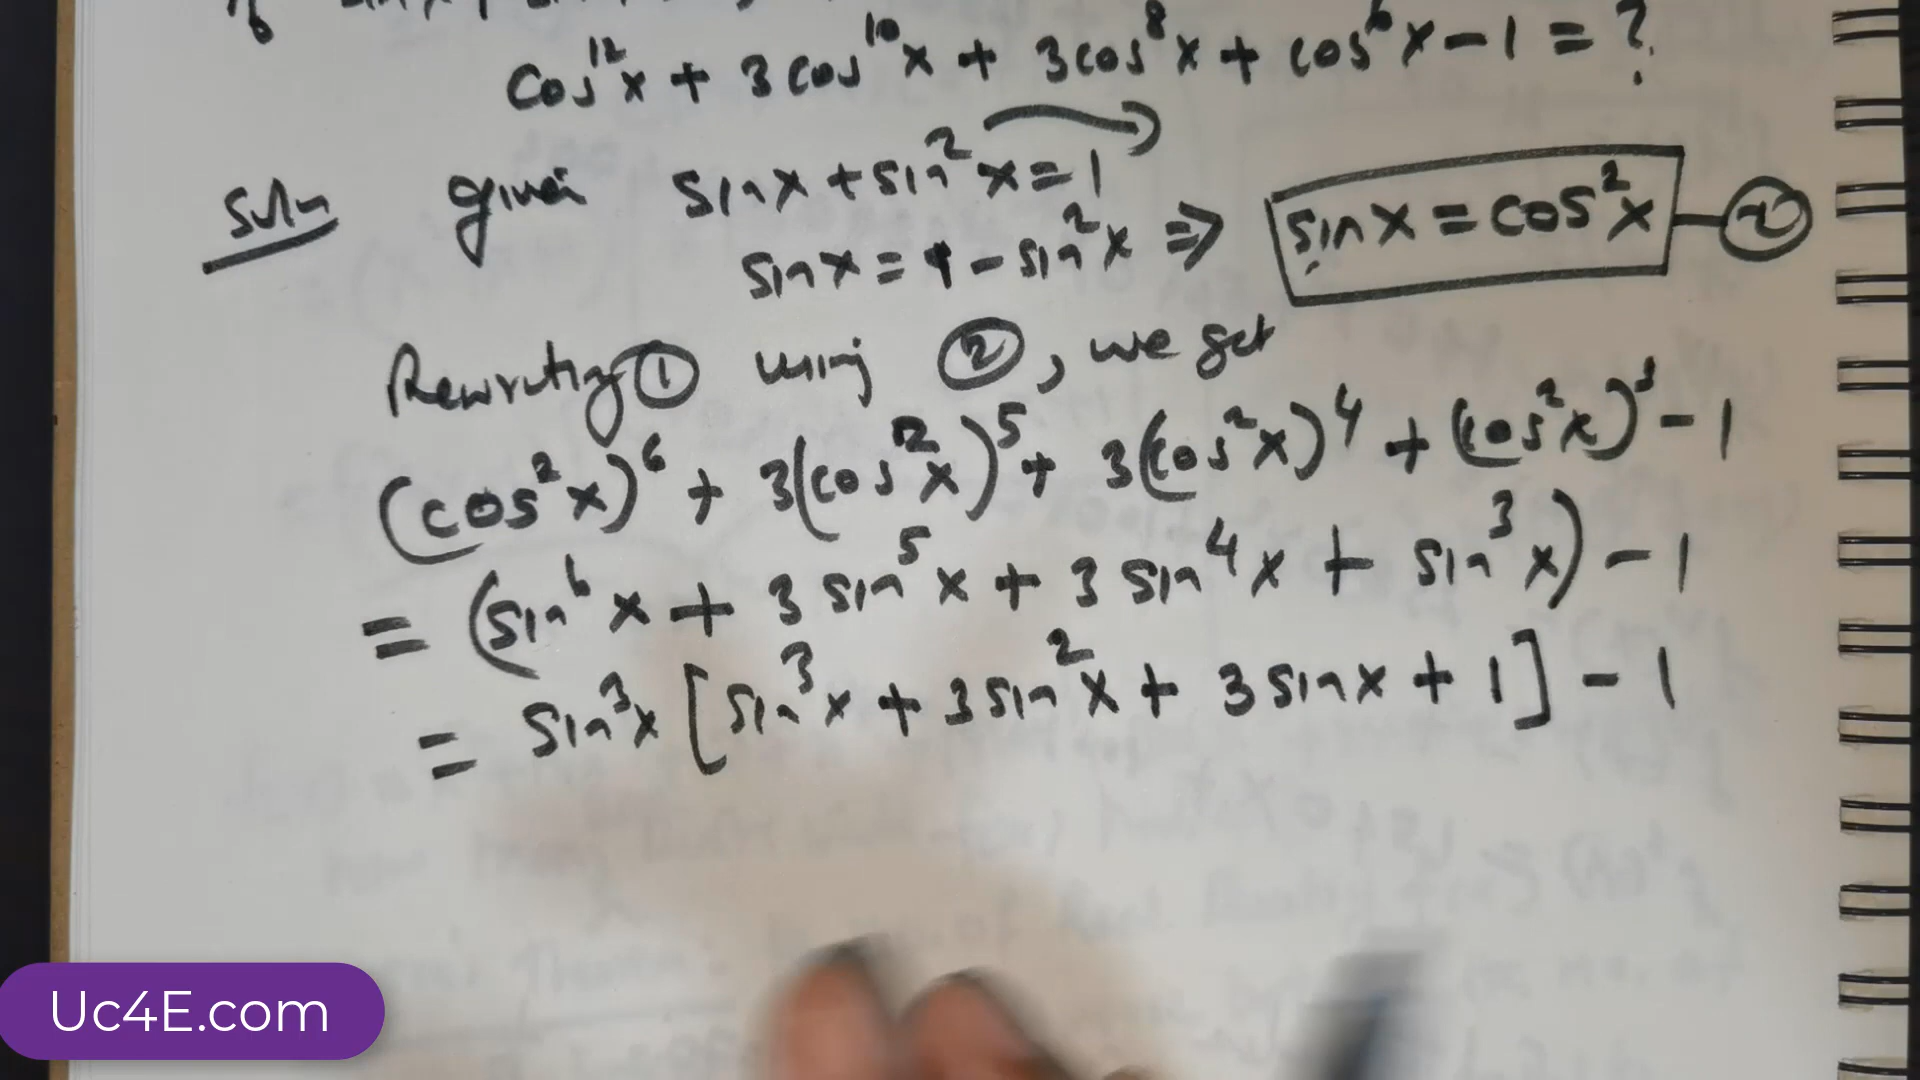 cos¹²x + 3cos¹⁰x + 3cos⁸x + cos⁶x - 1 = ?
Soln given sinx + sin²x = 1
sinx = 1 - sin²x ⇒ sinx = cos²x - ②
Rewriting ① using ②, we get
(cos²x)⁶ + 3(cos²x)⁵ + 3(cos²x)⁴ + (cos²x)³ - 1
= (sin⁶x + 3sin⁵x + 3sin⁴x + sin³x) - 1
= sin³x [sin³x + 3sin²x + 3sinx + 1] - 1
Uc4E.com